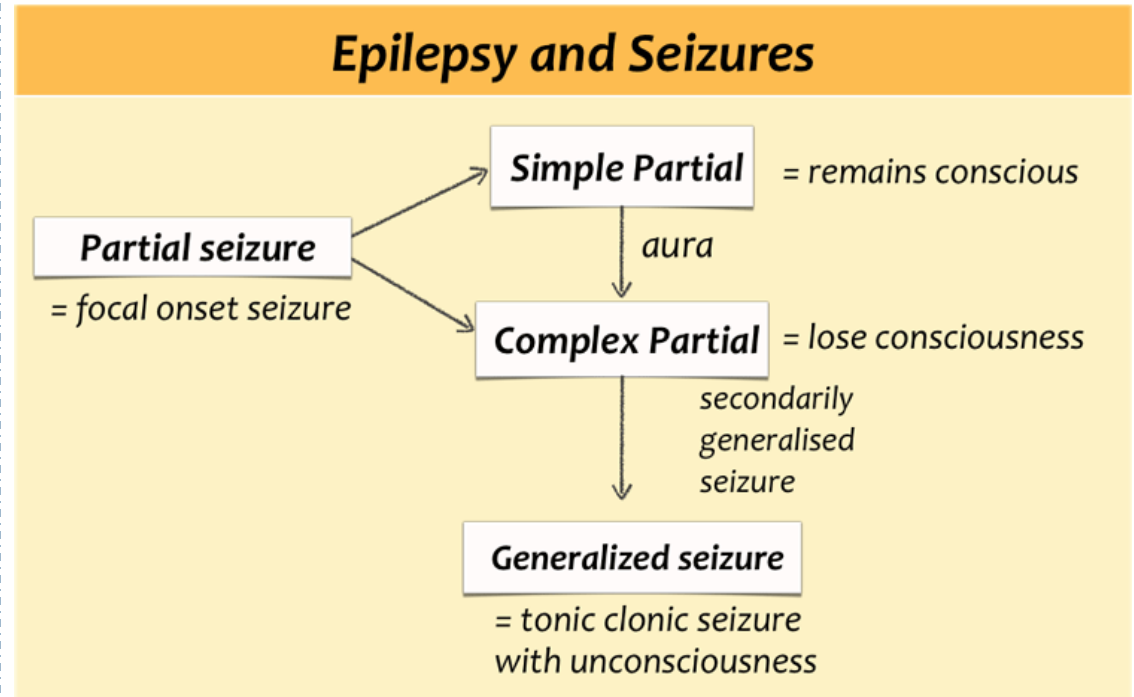 Epilepsy and Seizures
Simple Partial
= remains conscious
Partial seizure
= focal onset seizure
aura
Complex Partial
= lose consciousness
secondarily
generalised
seizure
Generalized seizure
= tonic clonic seizure
with unconsciousness